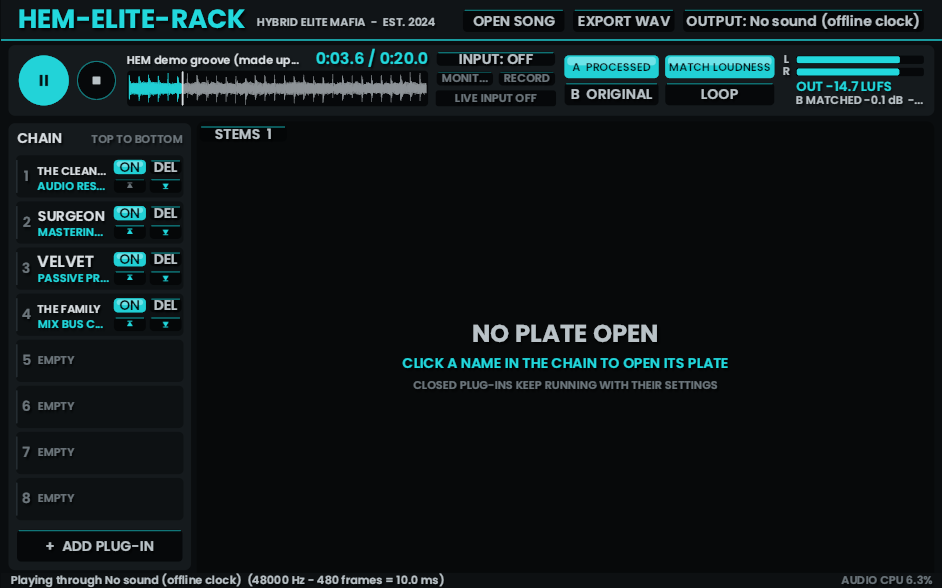 HEM-ELITE-RACK HYBRID ELITE MAFIA - EST. 2024 OPEN SONG EXPORT WAV OUTPUT: No sound (offline clock)
HEM demo groove (made up... 0:03.6 / 0:20.0
INPUT: OFF
MONIT... RECORD
LIVE INPUT OFF
A PROCESSED MATCH LOUDNESS
B ORIGINAL LOOP
L
R
OUT -14.7 LUFS
B MATCHED -0.1 dB -...
CHAIN TOP TO BOTTOM
STEMS 1
1 THE CLEAN... ON DEL
AUDIO RES...
2 SURGEON ON DEL
MASTERIN...
3 VELVET ON DEL
PASSIVE PR...
4 THE FAMILY ON DEL
MIX BUS C...
5 EMPTY
6 EMPTY
7 EMPTY
8 EMPTY
+ ADD PLUG-IN
NO PLATE OPEN
CLICK A NAME IN THE CHAIN TO OPEN ITS PLATE
CLOSED PLUG-INS KEEP RUNNING WITH THEIR SETTINGS
Playing through No sound (offline clock) (48000 Hz - 480 frames = 10.0 ms) AUDIO CPU 6.3%